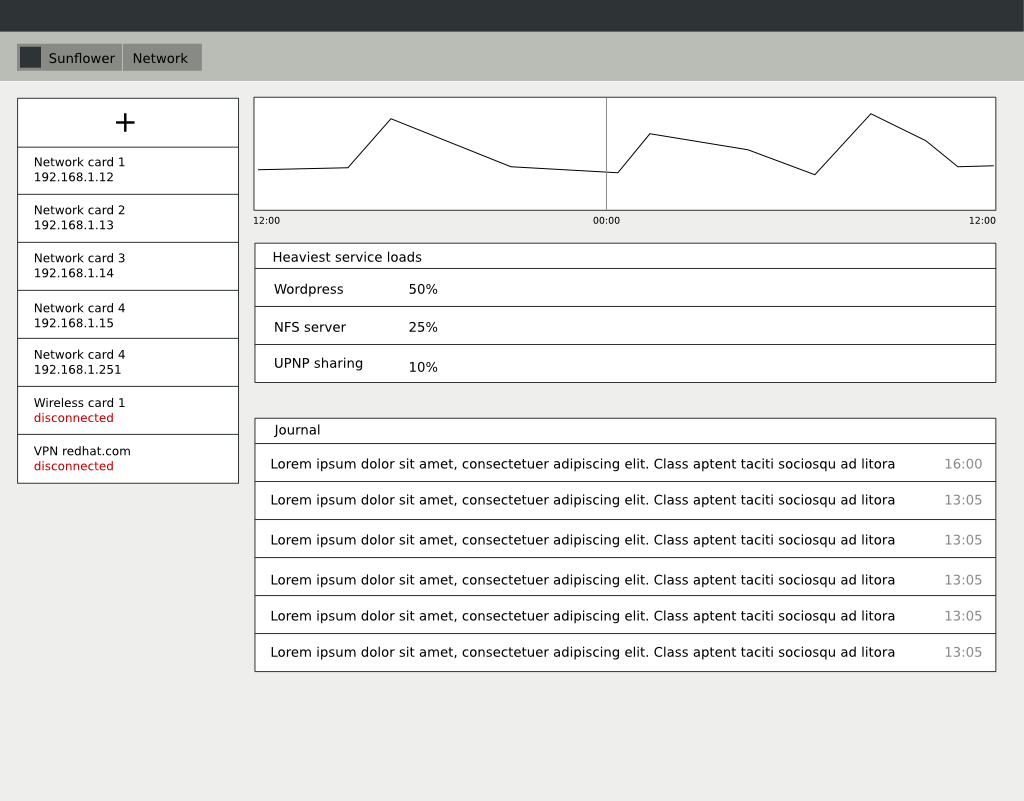 Sunflower Network
+
Network card 1
192.168.1.12
Network card 2
192.168.1.13
Network card 3
192.168.1.14
Network card 4
192.168.1.15
Network card 4
192.168.1.251
Wireless card 1
disconnected
VPN redhat.com
disconnected
12:00 00:00 12:00
Heaviest service loads
Wordpress 50%
NFS server 25%
UPNP sharing 10%
Journal
Lorem ipsum dolor sit amet, consectetuer adipiscing elit. Class aptent taciti sociosqu ad litora 16:00
Lorem ipsum dolor sit amet, consectetuer adipiscing elit. Class aptent taciti sociosqu ad litora 13:05
Lorem ipsum dolor sit amet, consectetuer adipiscing elit. Class aptent taciti sociosqu ad litora 13:05
Lorem ipsum dolor sit amet, consectetuer adipiscing elit. Class aptent taciti sociosqu ad litora 13:05
Lorem ipsum dolor sit amet, consectetuer adipiscing elit. Class aptent taciti sociosqu ad litora 13:05
Lorem ipsum dolor sit amet, consectetuer adipiscing elit. Class aptent taciti sociosqu ad litora 13:05